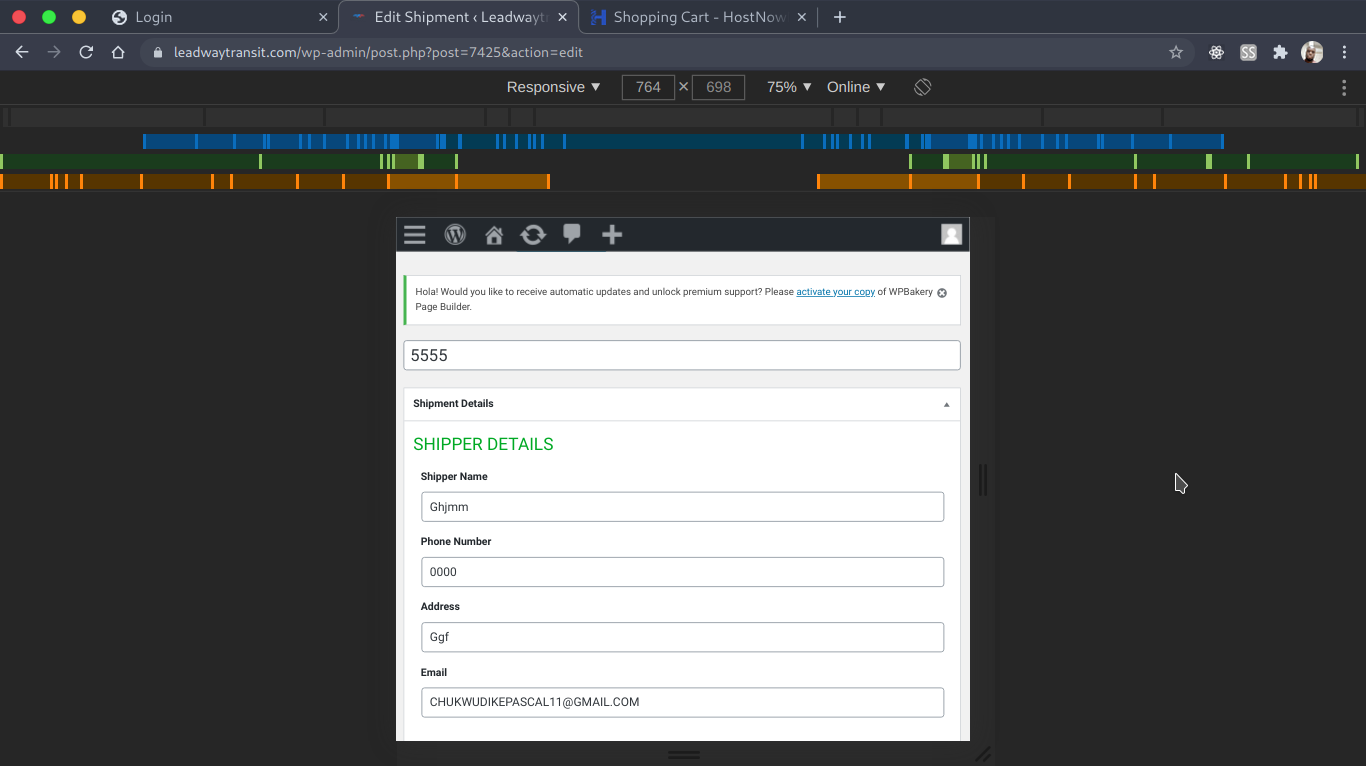 Login
Edit Shipment ‹ Leadwaytr
Shopping Cart - HostNow
leadwaytransit.com/wp-admin/post.php?post=7425&action=edit
SS
Responsive ▼ 764 × 698 75% ▼ Online ▼
Hola! Would you like to receive automatic updates and unlock premium support? Please activate your copy of WPBakery
Page Builder.
5555
Shipment Details
SHIPPER DETAILS
Shipper Name
Ghjmm
Phone Number
0000
Address
Ggf
Email
CHUKWUDIKEPASCAL11@GMAIL.COM